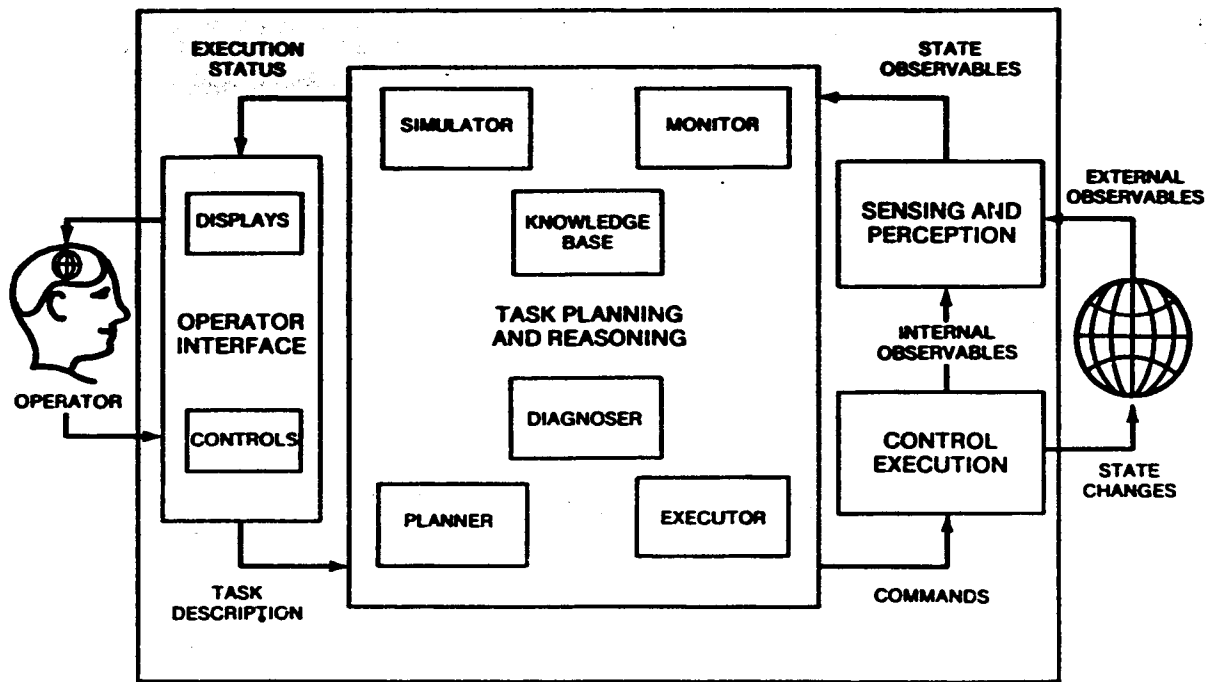 EXECUTION
STATUS
STATE
OBSERVABLES
SIMULATOR
MONITOR
EXTERNAL
OBSERVABLES
DISPLAYS
KNOWLEDGE
BASE
SENSING AND
PERCEPTION
OPERATOR
INTERFACE
TASK PLANNING
AND REASONING
INTERNAL
OBSERVABLES
OPERATOR
CONTROLS
DIAGNOSER
CONTROL
EXECUTION
STATE
CHANGES
PLANNER
EXECUTOR
TASK
DESCRIPTION
COMMANDS